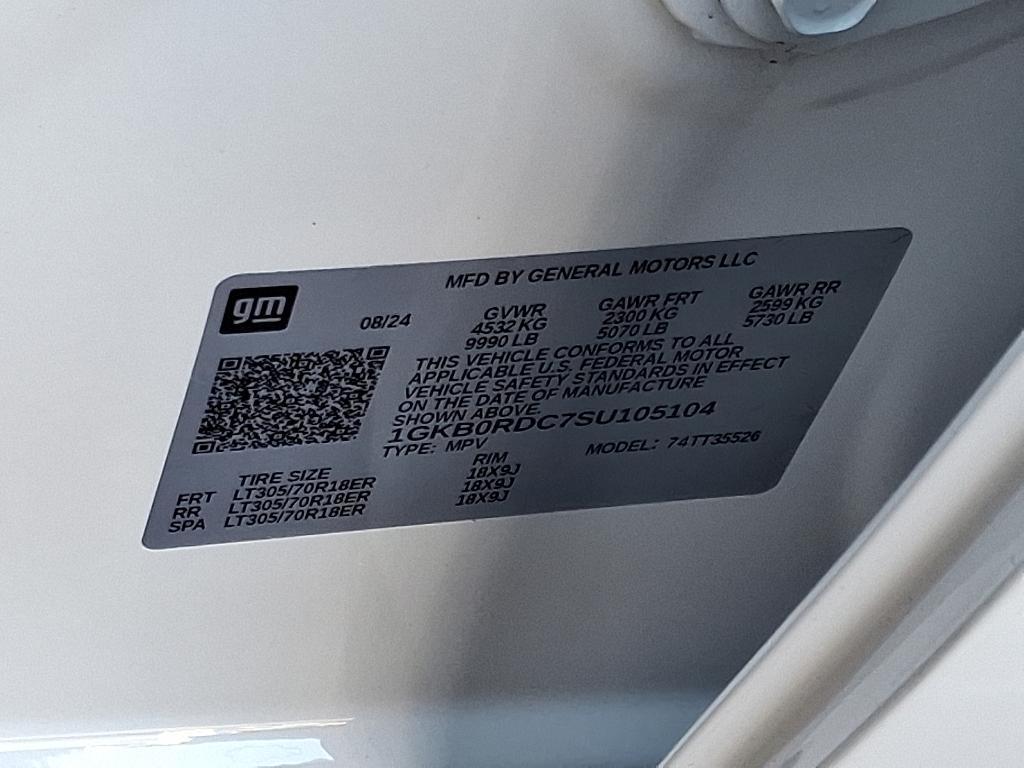 MFD BY GENERAL MOTORS LLC
gm
08/24
GVWR GAWR FRT GAWR RR
4532 KG 2300 KG 2599 KG
9990 LB 5070 LB 5730 LB
THIS VEHICLE CONFORMS TO ALL
APPLICABLE U.S. FEDERAL MOTOR
VEHICLE SAFETY STANDARDS IN EFFECT
ON THE DATE OF MANUFACTURE
SHOWN ABOVE.
1GKB0RDC7SU105104
TYPE: MPV MODEL: 74TT35526
TIRE SIZE RIM
FRT LT305/70R18ER 18X9J
RR LT305/70R18ER 18X9J
SPA LT305/70R18ER 18X9J